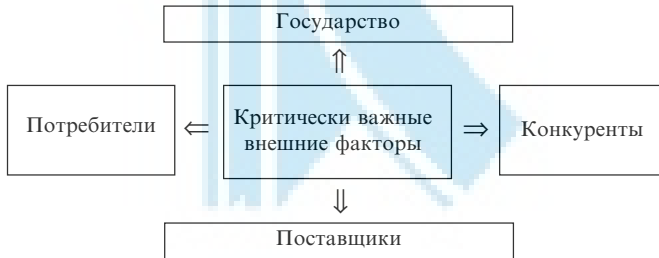 Государство
Потребители
Критически важные
внешние факторы
Конкуренты
Поставщики